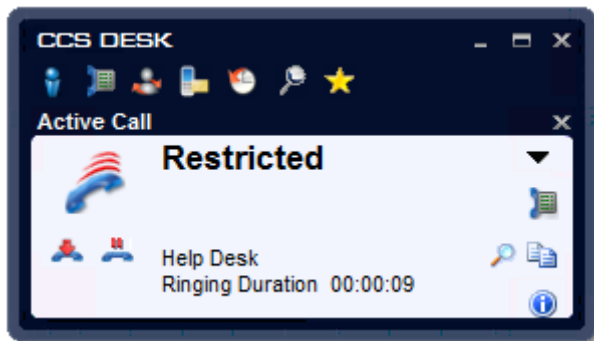 CCS DESK
Active Call
Restricted
Help Desk
Ringing Duration 00:00:09